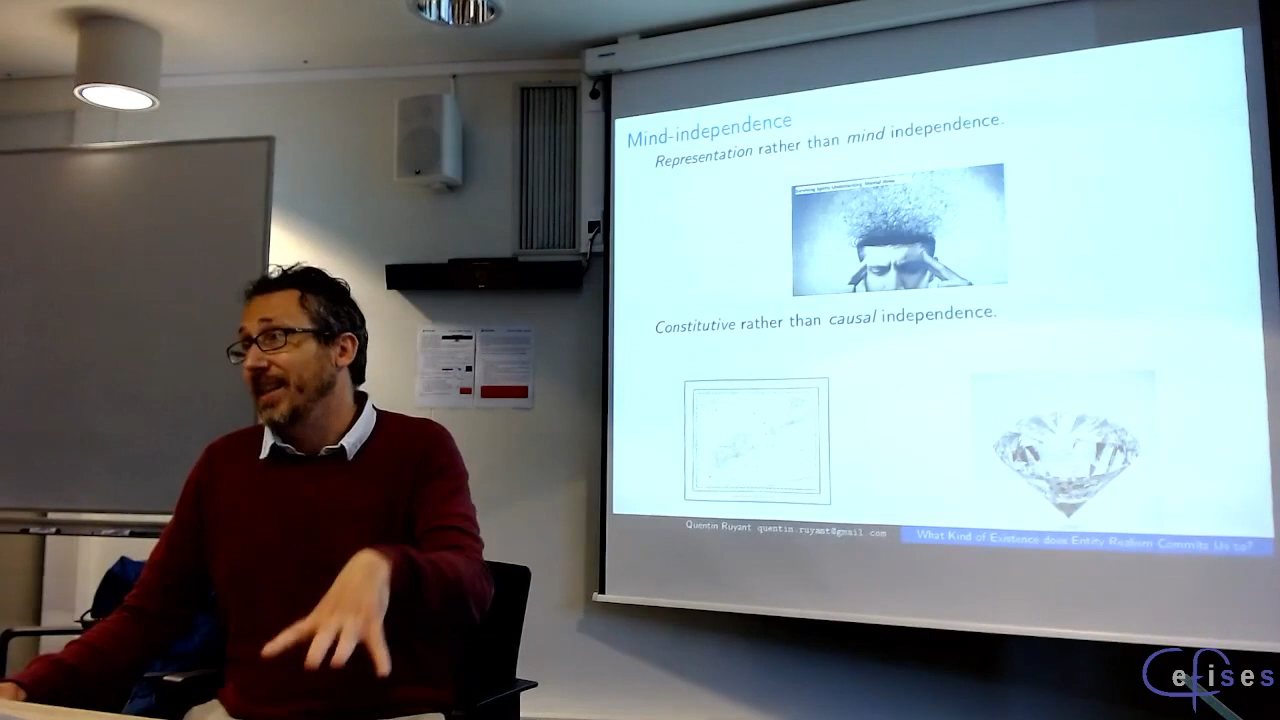 Mind-independence
Representation rather than mind independence.
Constitutive rather than causal independence.
Quentin Ruyant quentin.ruyant@gmail com
What Kind of Existence does Entity Realism Commits Us to?
Cefises